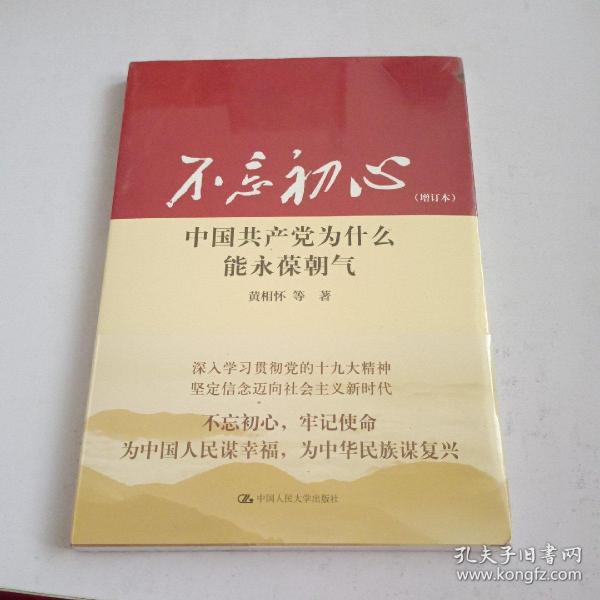 不忘初心
（增订本）
中国共产党为什么
能永葆朝气
黄相怀 等 著
深入学习贯彻党的十九大精神
坚定信念迈向社会主义新时代
不忘初心，牢记使命
为中国人民谋幸福，为中华民族谋复兴
中国人民大学出版社
孔夫子旧书网
www.kongfz.com